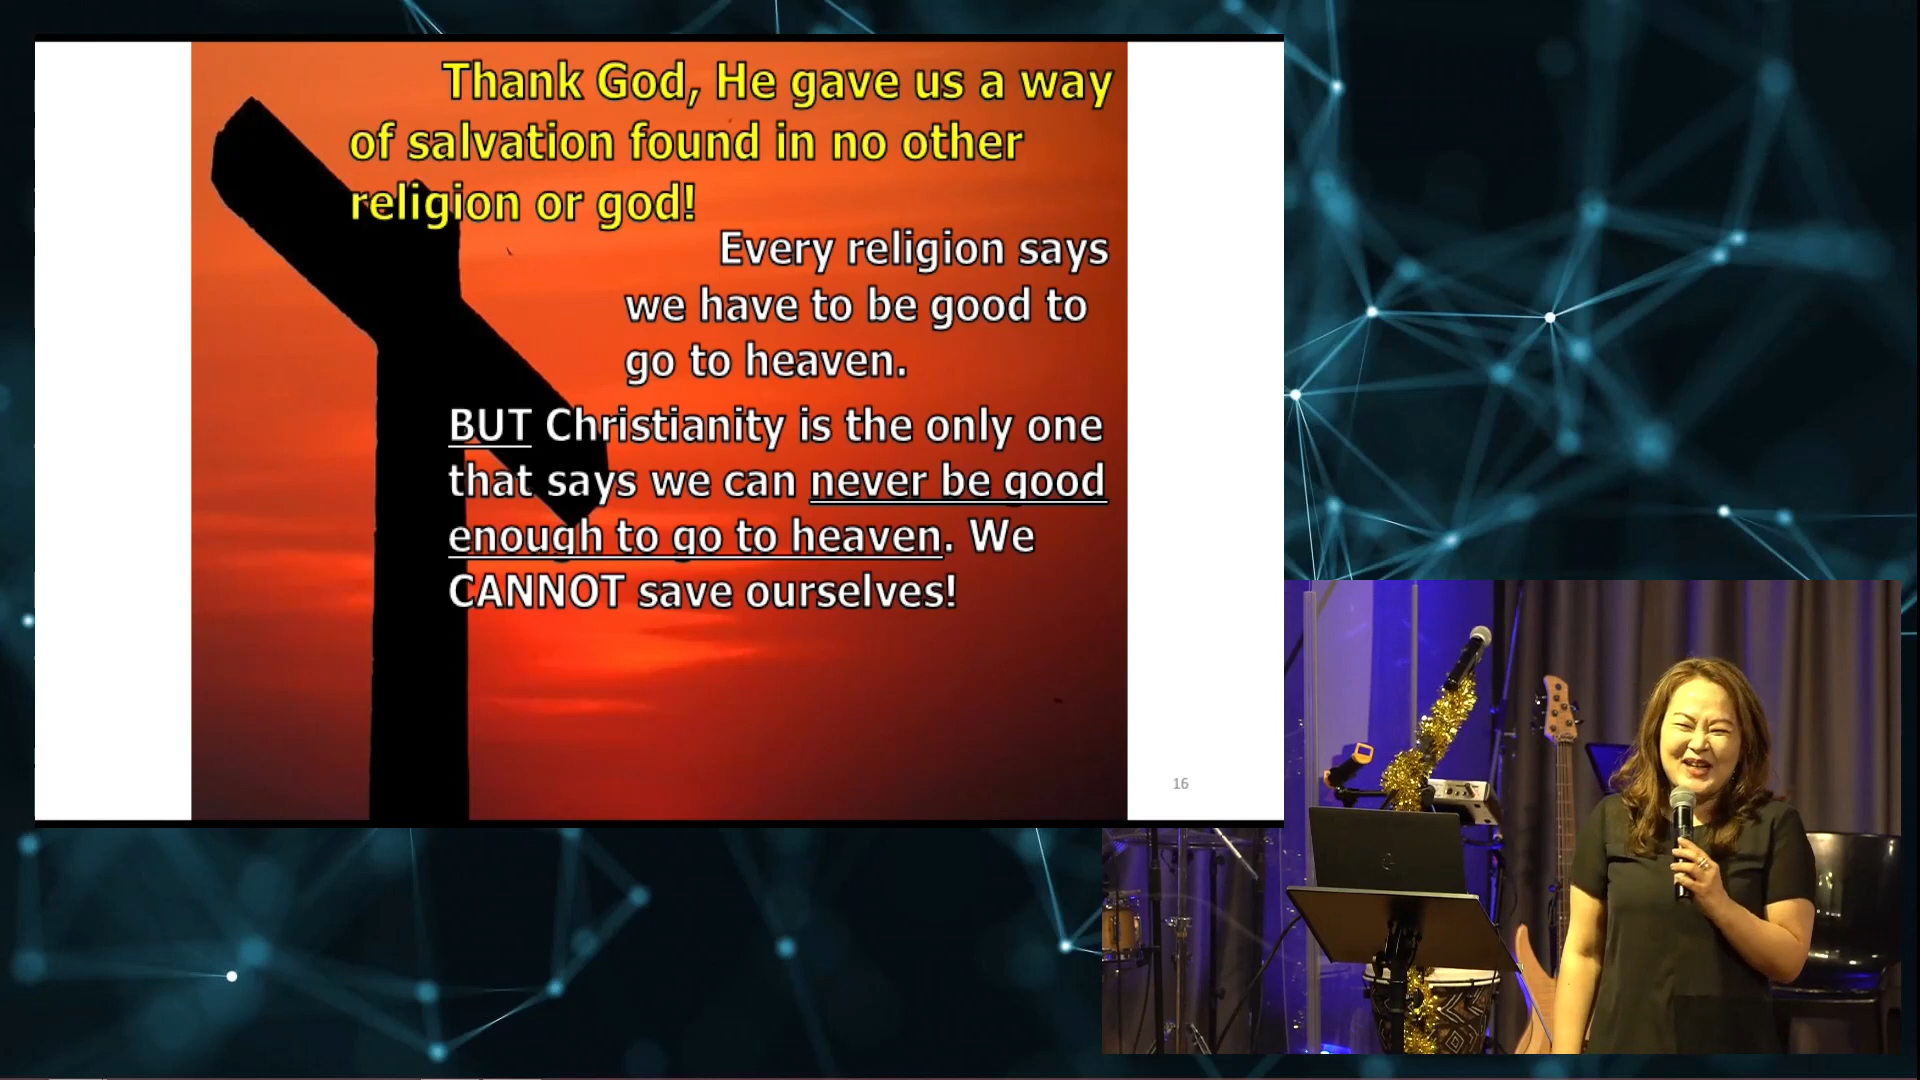 Thank God, He gave us a way
of salvation found in no other
religion or god!
Every religion says
we have to be good to
go to heaven.
BUT Christianity is the only one
that says we can never be good
enough to go to heaven. We
CANNOT save ourselves!
16